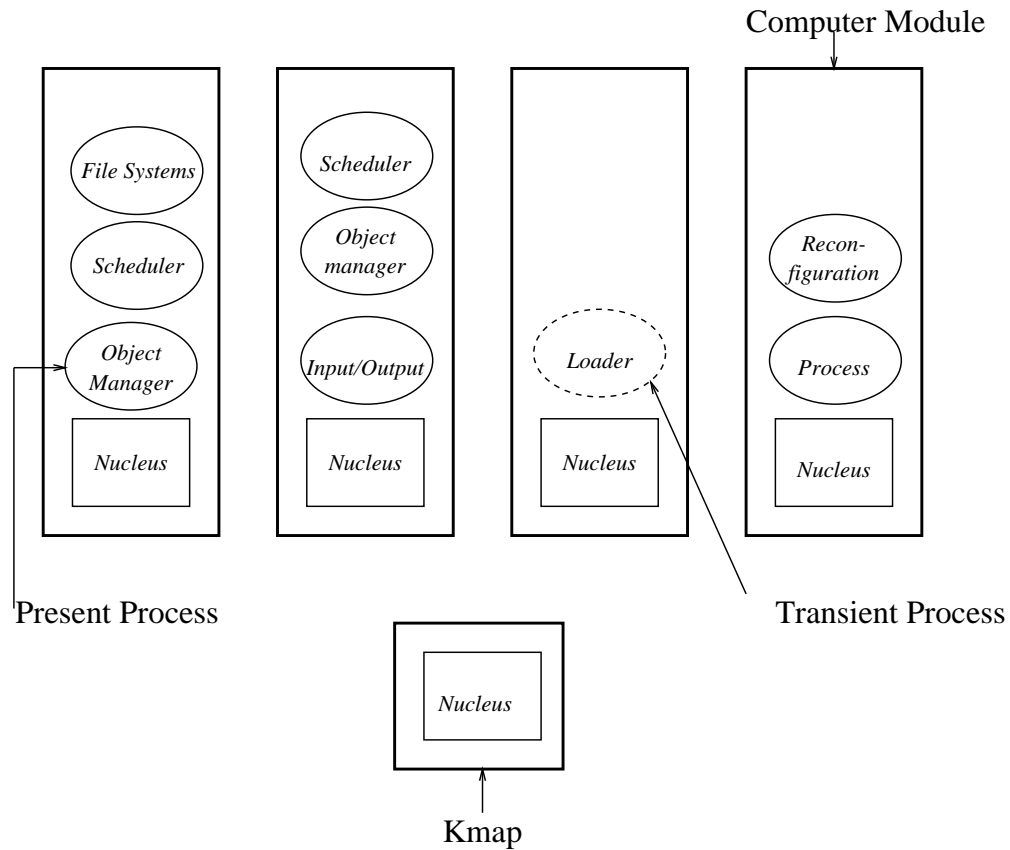 Computer Module
File Systems
Scheduler
Object
Manager
Nucleus
Scheduler
Object
manager
Input/Output
Nucleus
Loader
Nucleus
Recon-
figuration
Process
Nucleus
Present Process
Transient Process
Nucleus
Kmap